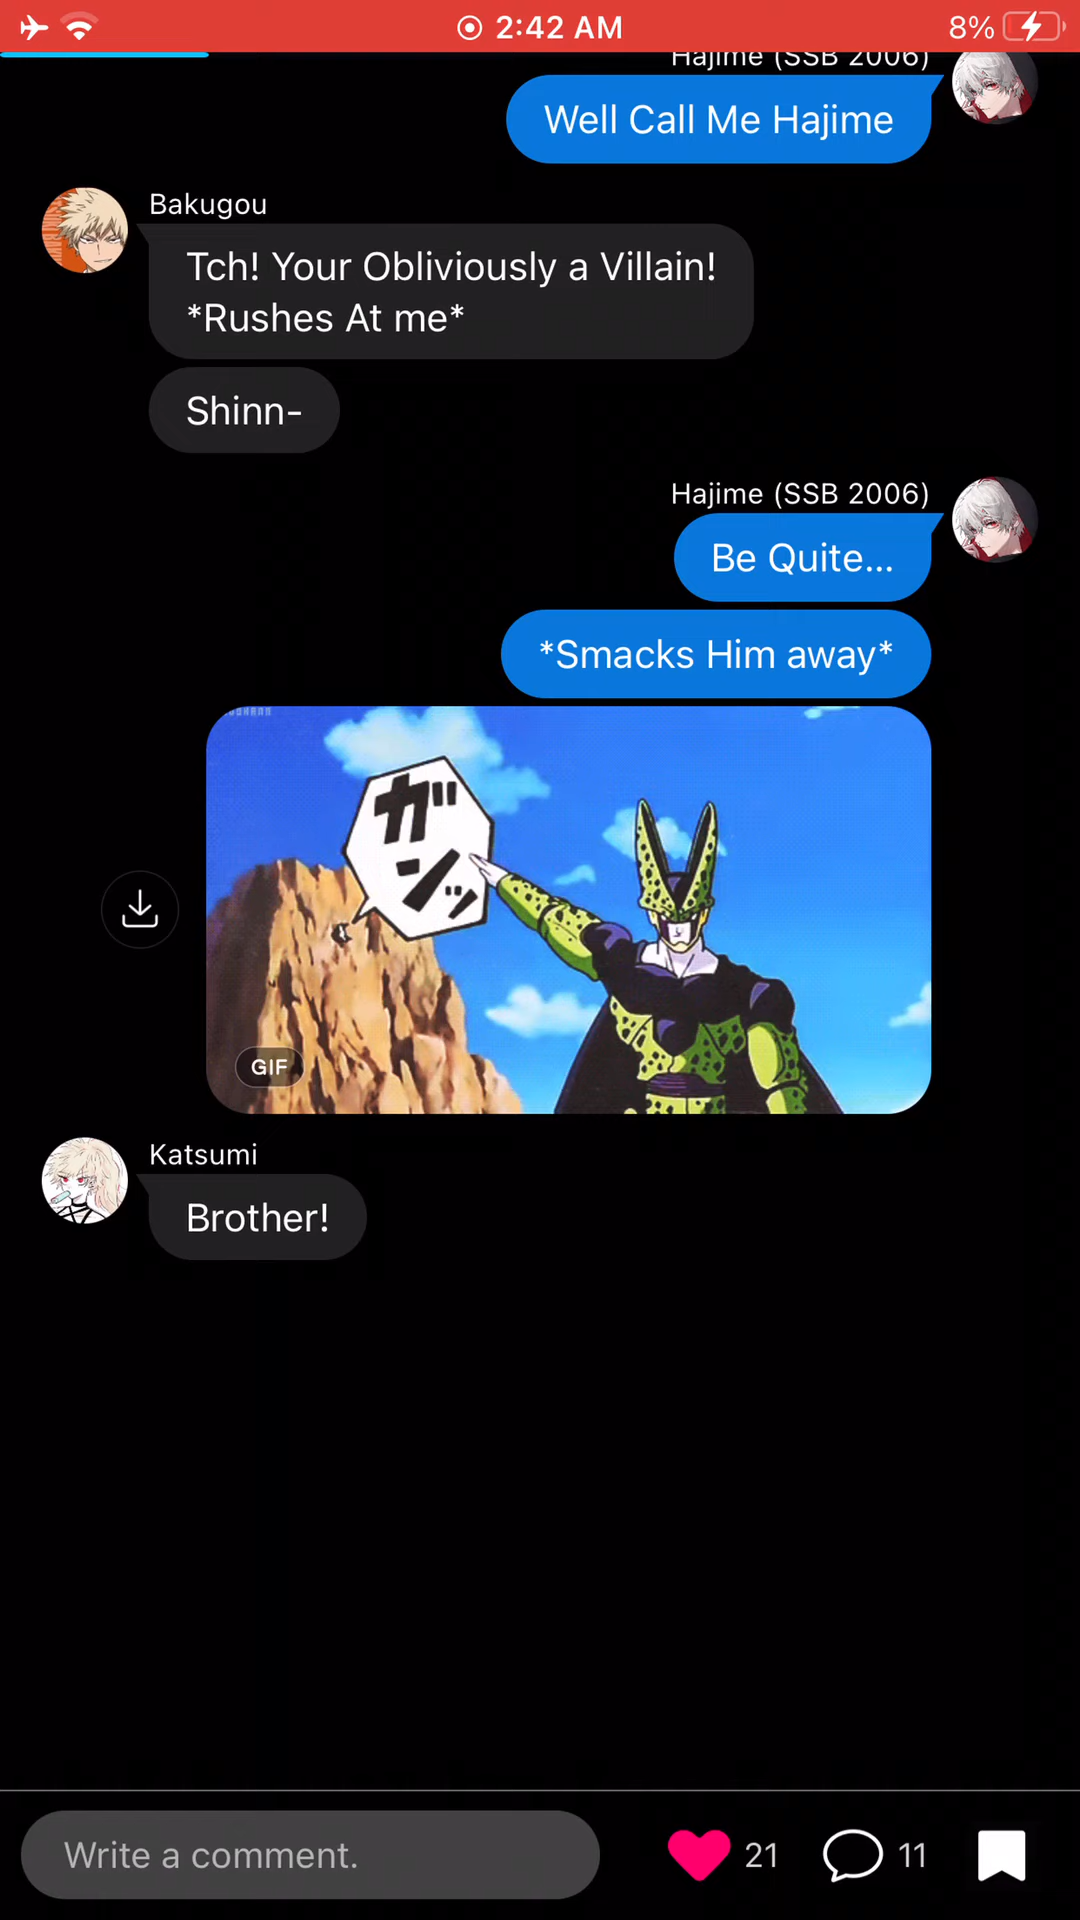 2:42 AM
8%
Hajime (SSB 2006)
Well Call Me Hajime
Bakugou
Tch! Your Obliviously a Villain!
*Rushes At me*
Shinn-
Hajime (SSB 2006)
Be Quite...
*Smacks Him away*
ガ
ンッ
GIF
Katsumi
Brother!
Write a comment.
21
11